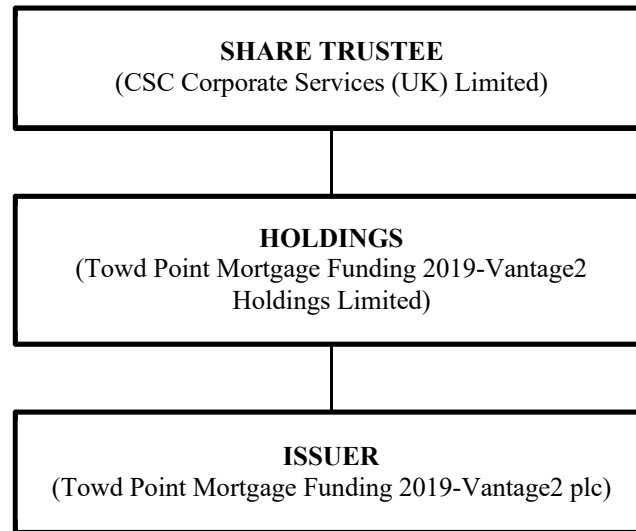 SHARE TRUSTEE
(CSC Corporate Services (UK) Limited)
HOLDINGS
(Towd Point Mortgage Funding 2019-Vantage2
Holdings Limited)
ISSUER
(Towd Point Mortgage Funding 2019-Vantage2 plc)